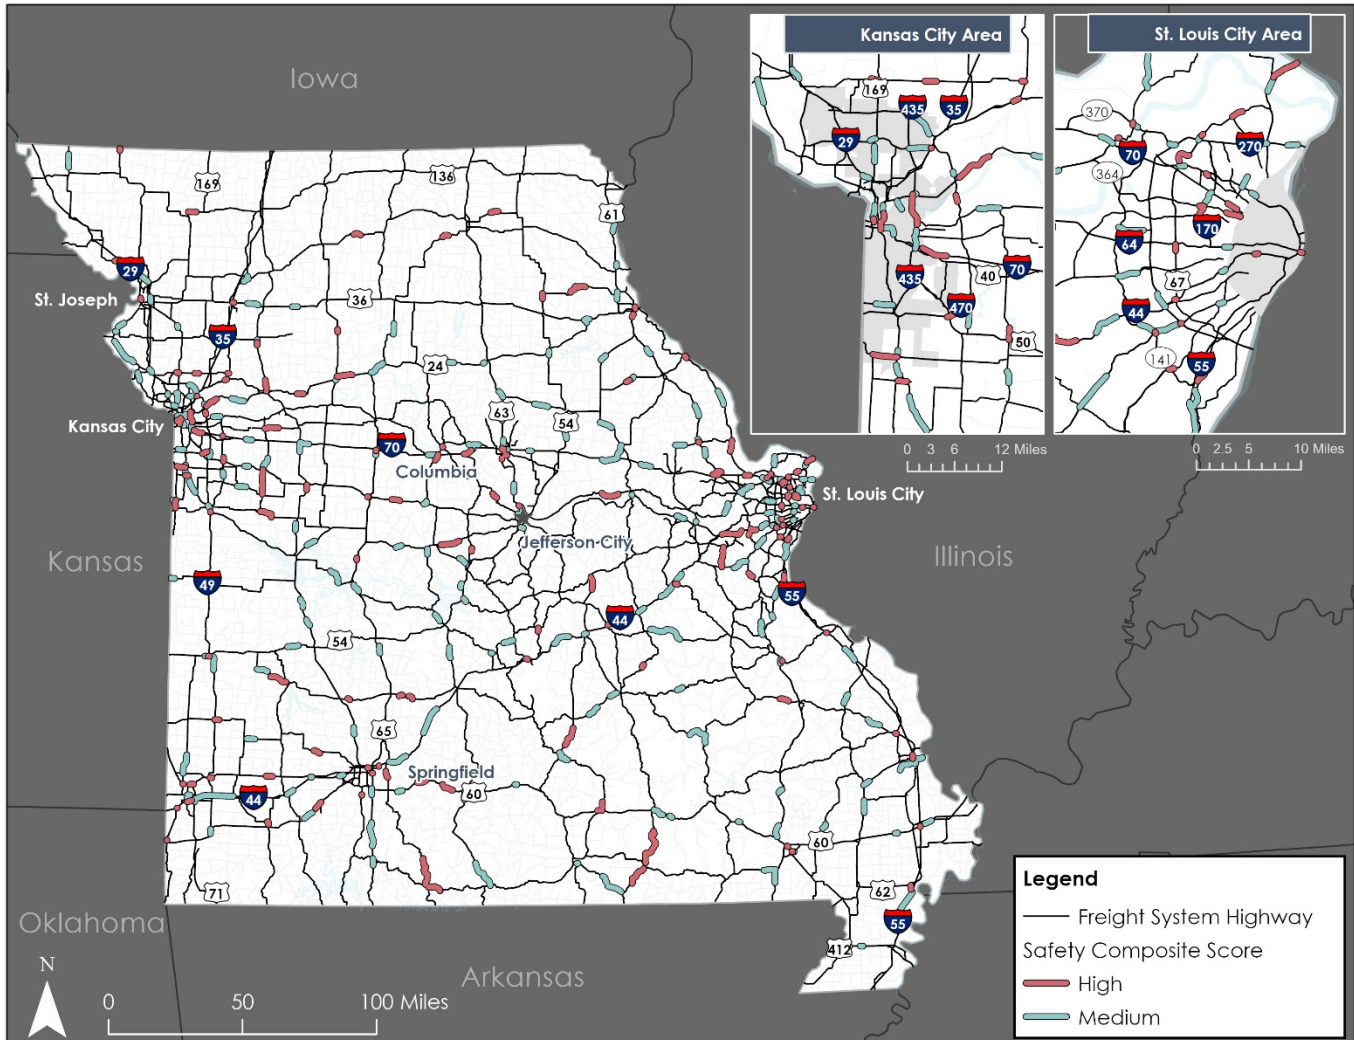 Kansas City Area
St. Louis City Area
Iowa
169
435
35
29
435
40
70
470
50
370
70
270
364
170
64
67
44
141
55
0 3 6 12 Miles
0 2.5 5 10 Miles
169
136
61
29
St. Joseph
36
35
24
63
54
Kansas City
70
Columbia
St. Louis City
Jefferson City
Kansas
Illinois
49
55
44
54
65
Springfield
60
44
60
71
62
55
412
Oklahoma
Arkansas
N
0 50 100 Miles
Legend
Freight System Highway
Safety Composite Score
High
Medium